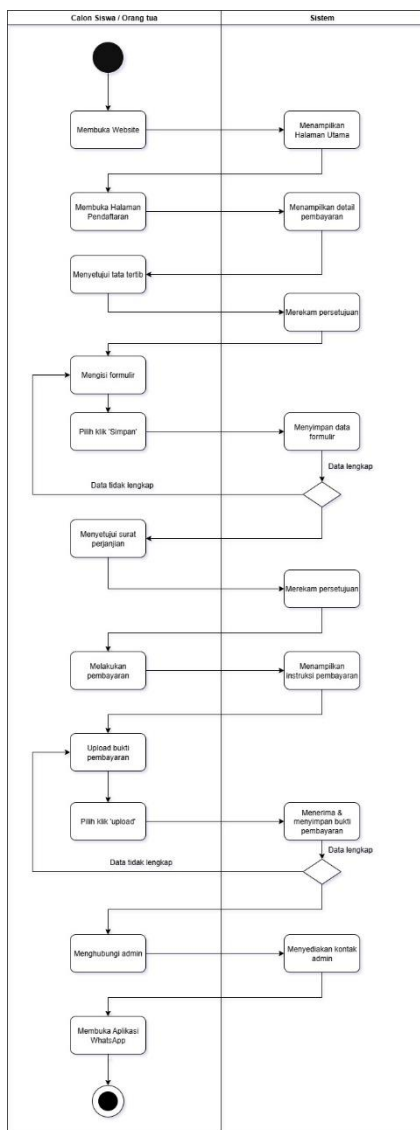 Calon Siswa / Orang tua
Sistem
Membuka Website
Menampilkan
Halaman Utama
Membuka Halaman
Pendaftaran
Menampilkan detail
pembayaran
Menyetujui tata tertib
Merekam persetujuan
Mengisi formulir
Pilih klik 'Simpan'
Menyimpan data
formulir
Data lengkap
Data tidak lengkap
Menyetujui surat
perjanjian
Merekam persetujuan
Melakukan
pembayaran
Menampilkan
instruksi pembayaran
Upload bukti
pembayaran
Pilih klik 'upload'
Menerima &
menyimpan bukti
pembayaran
Data lengkap
Data tidak lengkap
Menghubungi admin
Menyediakan kontak
admin
Membuka Aplikasi
WhatsApp